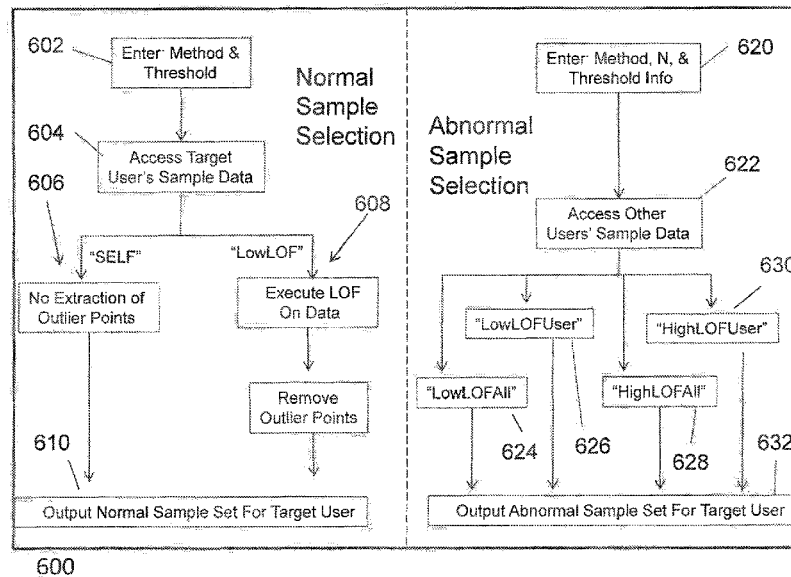 602
Enter: Method &
Threshold
Normal
Sample
Selection
604
Access Target
User's Sample Data
606
608
"SELF"
"LowLOF"
No Extraction of
Outlier Points
Execute LOF
On Data
Remove
Outlier Points
610
Output Normal Sample Set For Target User
600
620
Enter: Method, N, &
Threshold Info
Abnormal
Sample
Selection
622
Access Other
Users' Sample Data
630
"LowLOFUser"
"HighLOFUser"
"LowLOFAll"
"HighLOFAll"
624
626
628
632
Output Abnormal Sample Set For Target User